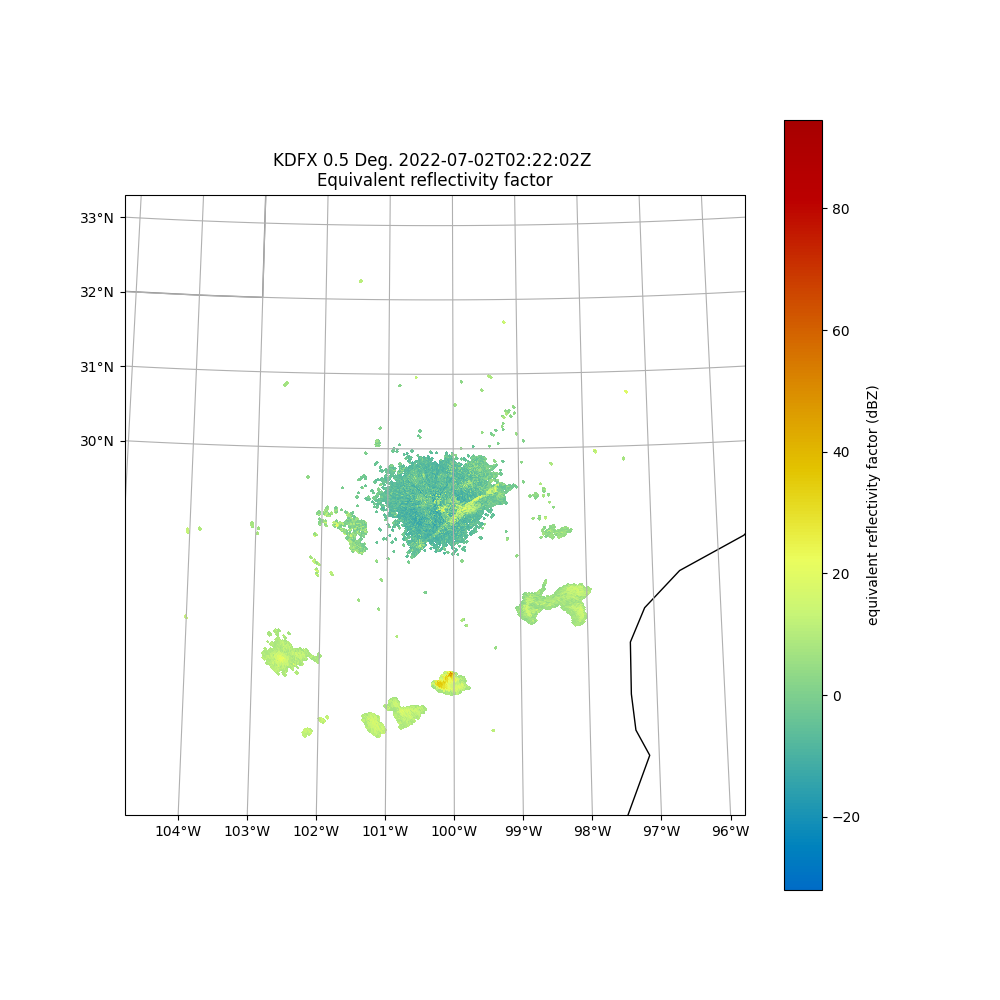 KDFX 0.5 Deg. 2022-07-02T02:22:02Z
Equivalent reflectivity factor
33°N
32°N
31°N
30°N
104°W 103°W 102°W 101°W 100°W 99°W 98°W 97°W 96°W
80
60
40
20
0
−20
equivalent reflectivity factor (dBZ)